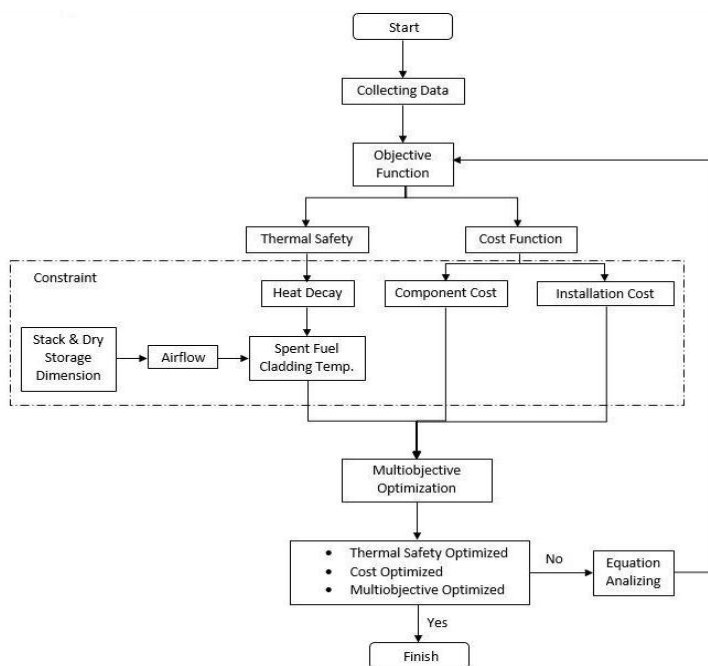 Start
Collecting Data
Objective
Function
Thermal Safety
Cost Function
Constraint
Heat Decay
Component Cost
Installation Cost
Stack & Dry
Storage
Dimension
Airflow
Spent Fuel
Cladding Temp.
Multiobjective
Optimization
• Thermal Safety Optimized
• Cost Optimized
• Multiobjective Optimized
No
Equation
Analizing
Yes
Finish